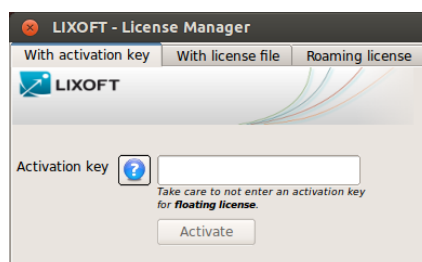 LIXOFT - License Manager
With activation key With license file Roaming license
LIXOFT
Activation key ?
Take care to not enter an activation key
for floating license.
Activate